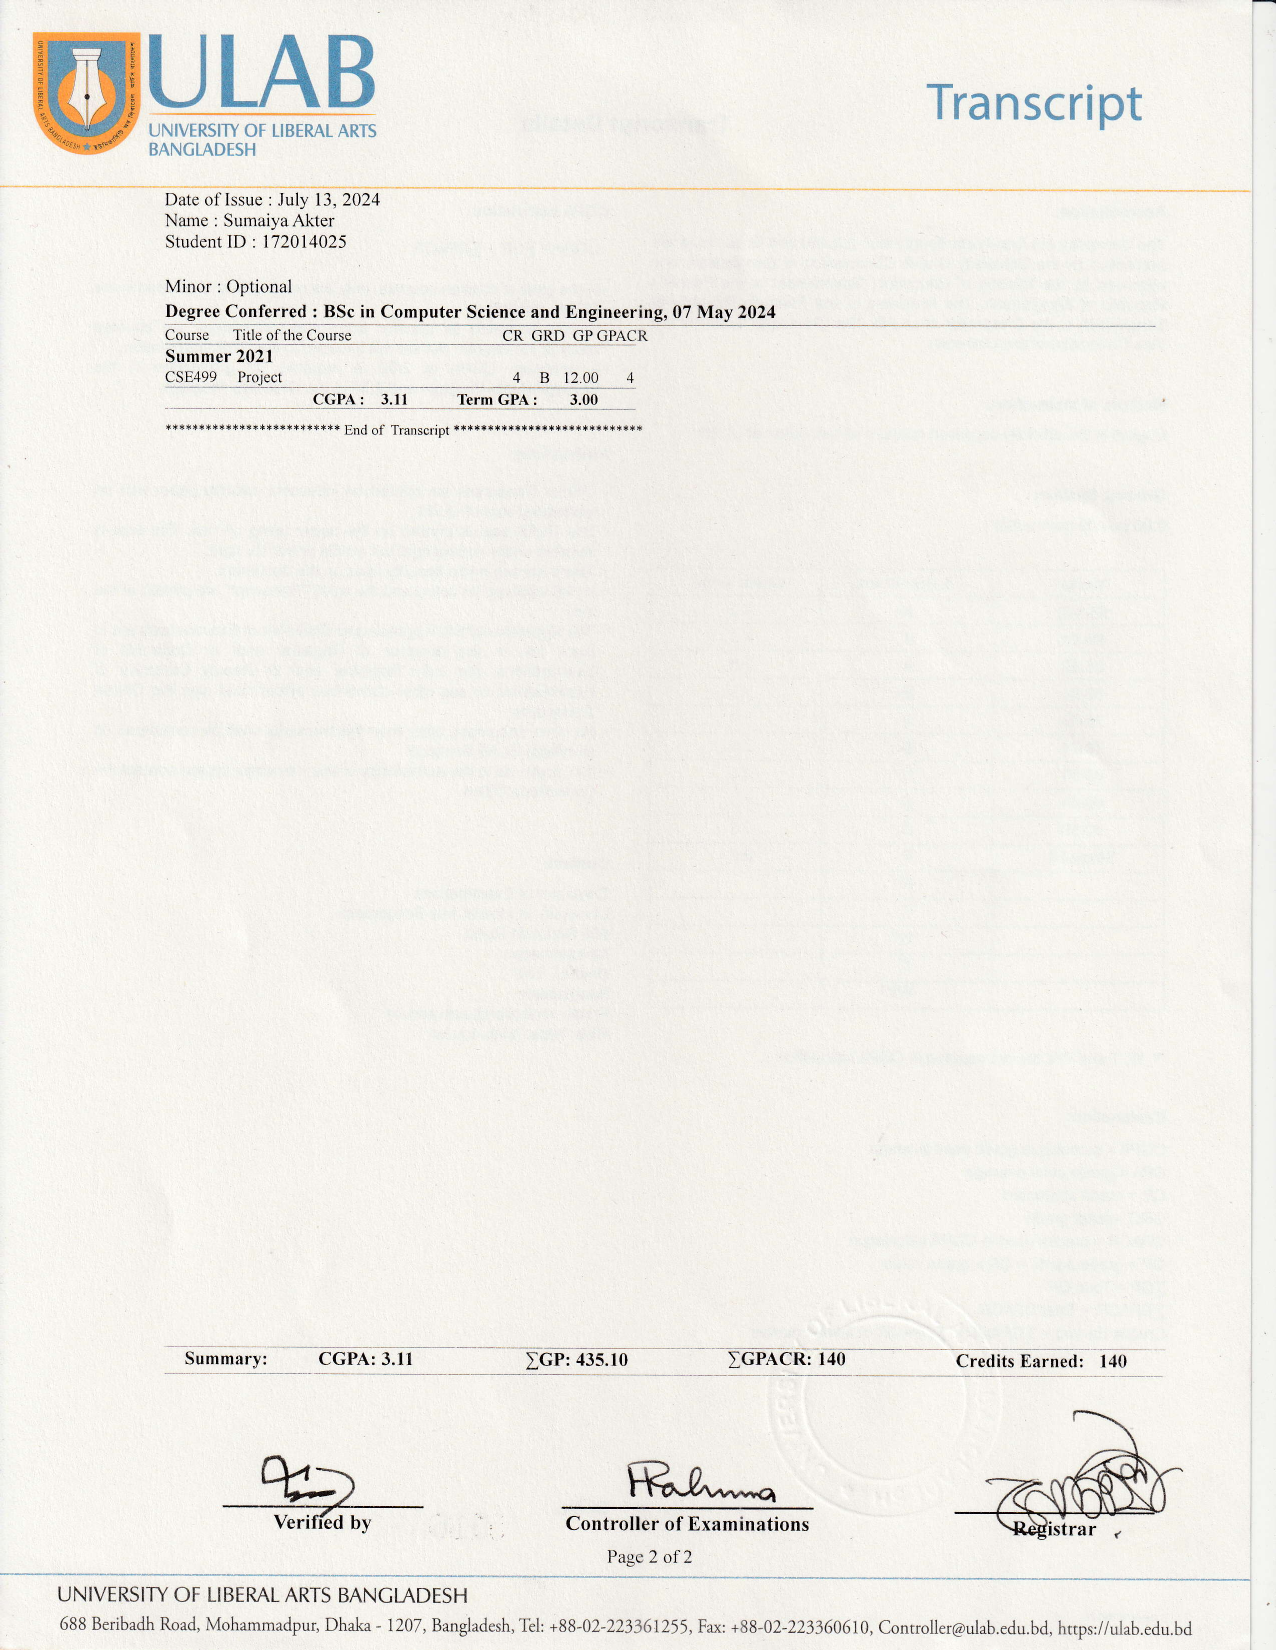 ULAB
UNIVERSITY OF LIBERAL ARTS
BANGLADESH
Transcript
Date of Issue : July 13, 2024
Name : Sumaiya Akter
Student ID : 172014025
Minor : Optional
Degree Conferred : BSc in Computer Science and Engineering, 07 May 2024
Course Title of the Course CR GRD GP GPACR
Summer 2021
CSE499 Project 4 B 12.00 4
CGPA : 3.11 Term GPA : 3.00
************************** End of Transcript ****************************
Summary: CGPA: 3.11 ∑GP: 435.10 ∑GPACR: 140 Credits Earned: 140
Verified by Controller of Examinations Registrar
Page 2 of 2
UNIVERSITY OF LIBERAL ARTS BANGLADESH
688 Beribadh Road, Mohammadpur, Dhaka - 1207, Bangladesh, Tel: +88-02-223361255, Fax: +88-02-223360610, Controller@ulab.edu.bd, https://ulab.edu.bd